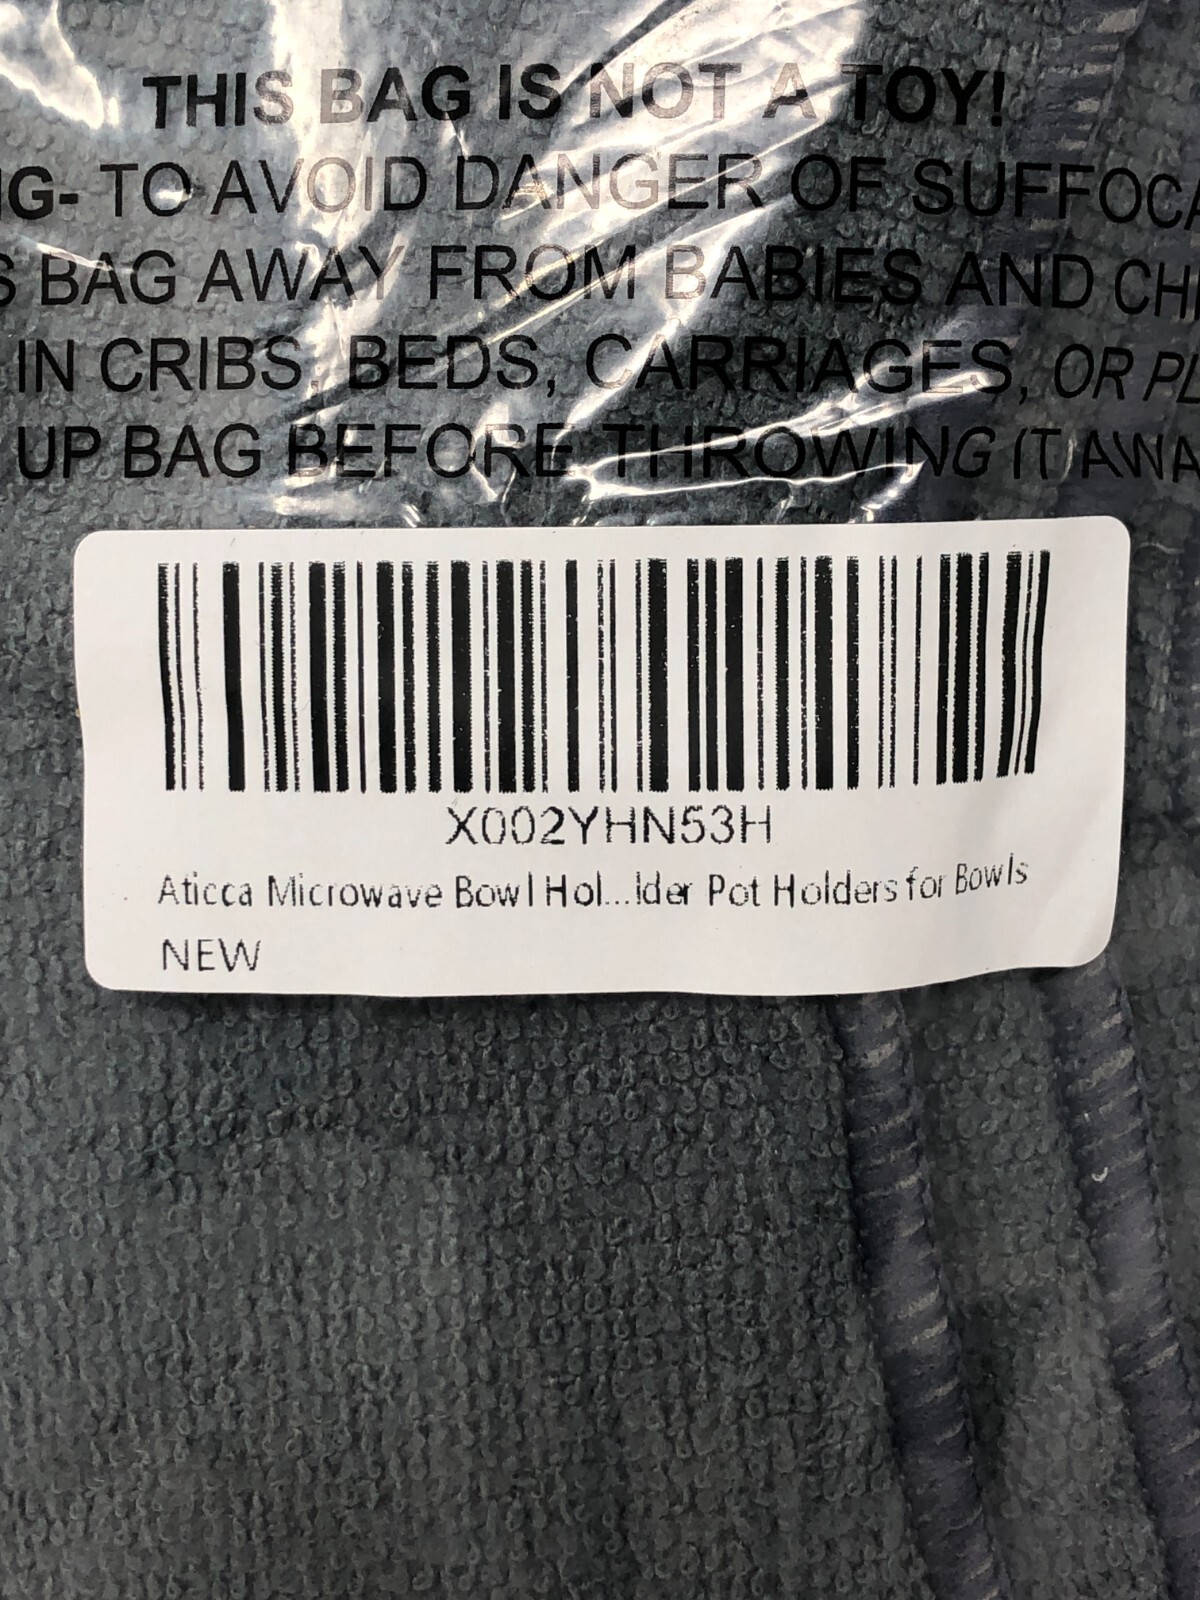 THIS BAG IS NOT A TOY!
G- TO AVOID DANGER OF SUFFOCA
S BAG AWAY FROM BABIES AND CHI
IN CRIBS, BEDS, CARRIAGES, OR PL
UP BAG BEFORE THROWING IT AWA
X002YHN53H
Aticca Microwave Bowl Hol...lder Pot Holders for Bowls
NEW